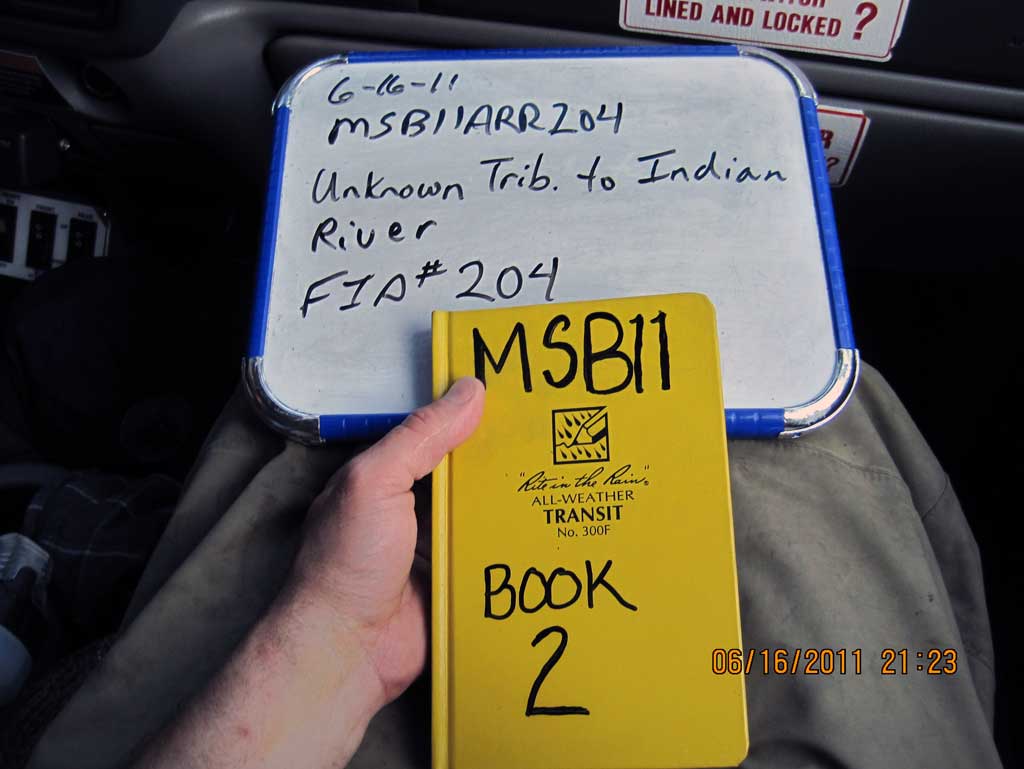 LINED AND LOCKED ?
6-16-11
MSB11ARR204
Unknown Trib. to Indian
River
FIA# 204
MSB11
"Rite in the Rain"®
ALL-WEATHER
TRANSIT
No. 300F
BOOK
2
06/16/2011 21:23